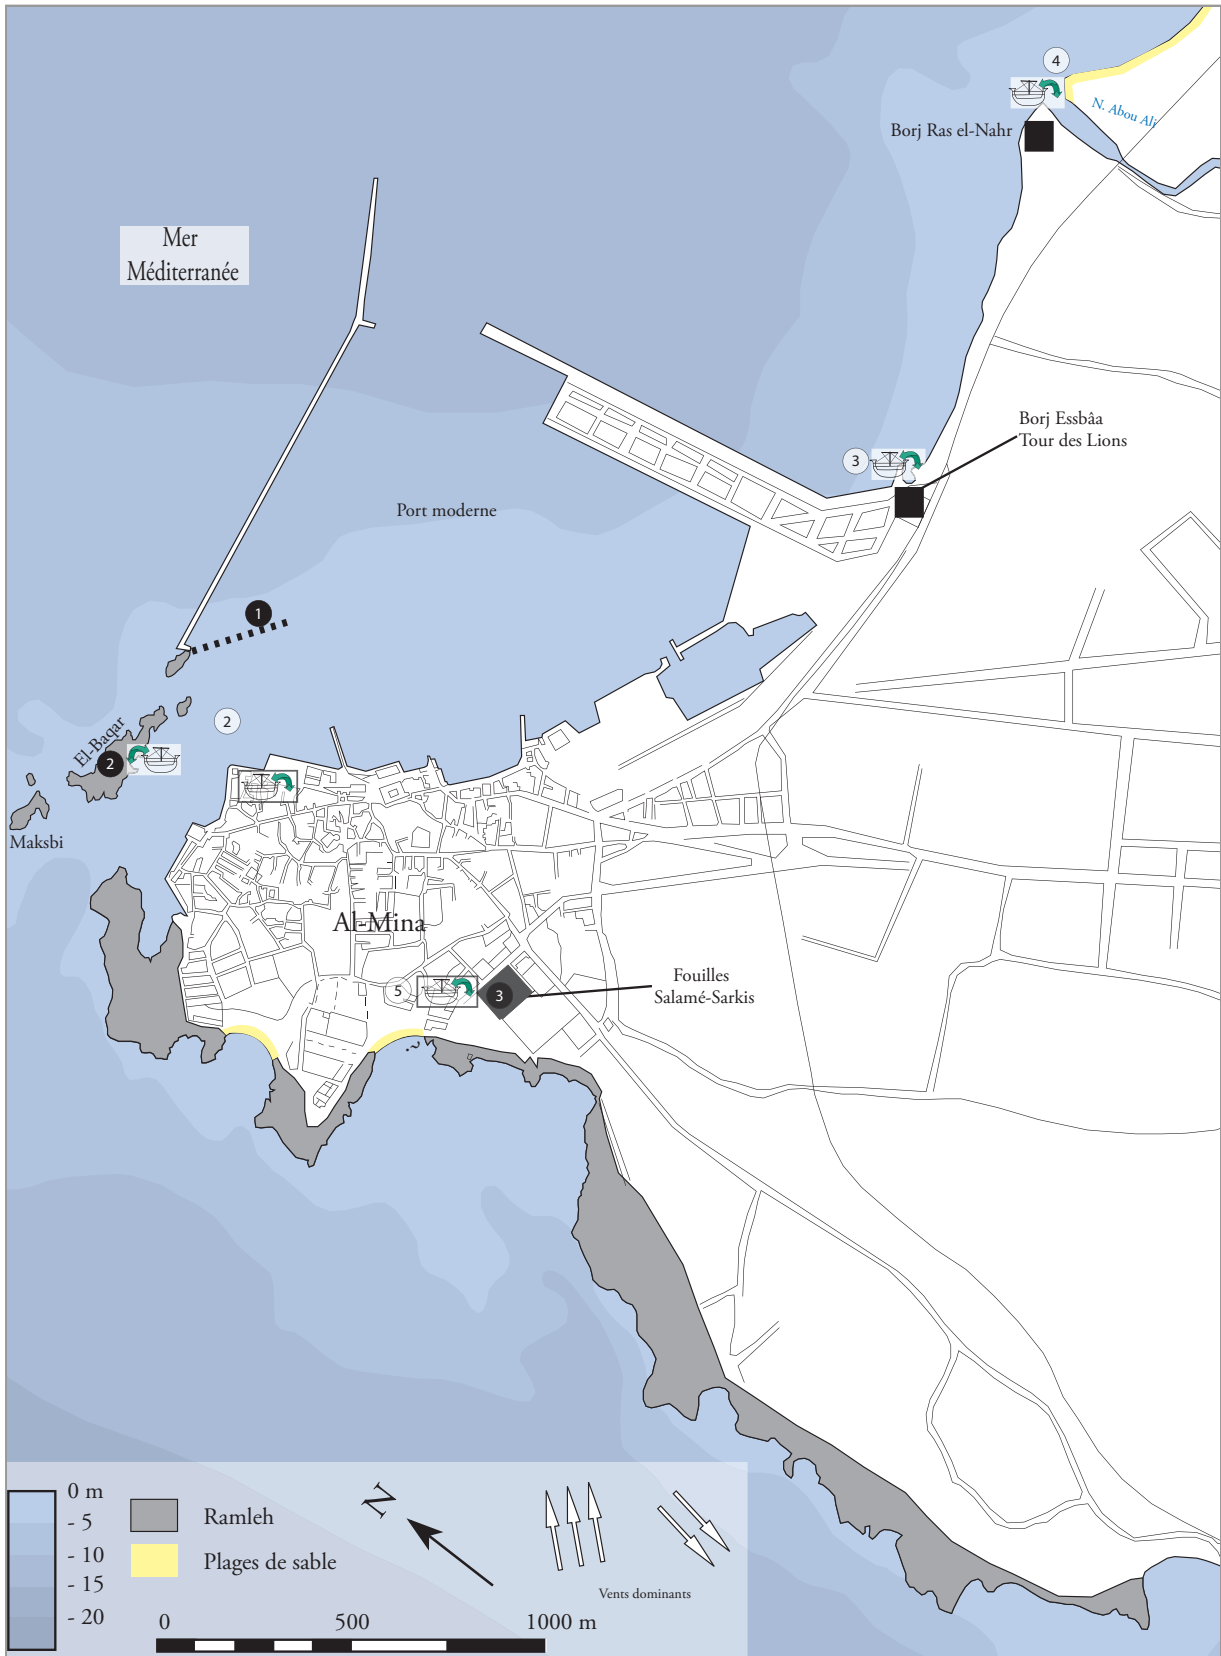 4
N. Abou Ali
Borj Ras el-Nahr
Mer
Méditerranée
Borj Essbâa
Tour des Lions
3
Port moderne
1
2
El-Baqar
2
Maksbi
Al-Mina
5
3
Fouilles
Salamé-Sarkis
0 m
- 5
- 10
- 15
- 20
Ramleh
Plages de sable
N
Vents dominants
0 500 1000 m